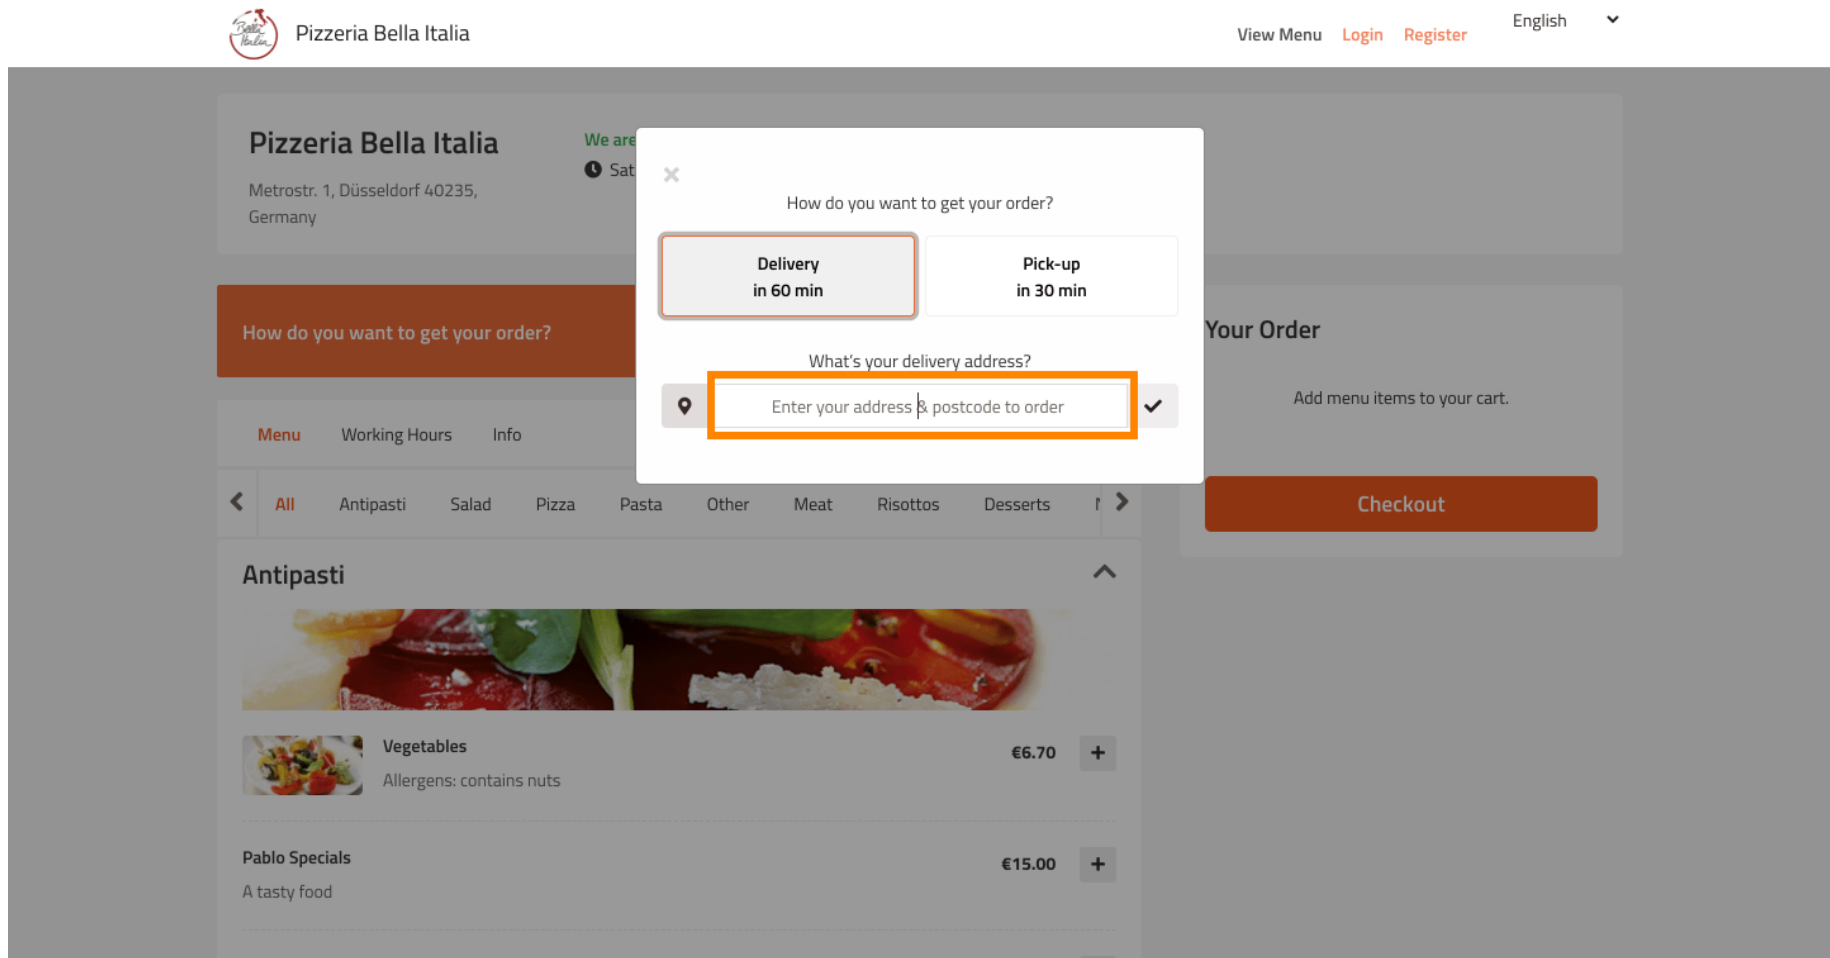 Bella
Italia
Pizzeria Bella Italia
View Menu
Login
Register
English
Pizzeria Bella Italia
Metrostr. 1, Düsseldorf 40235,
Germany
We are
Sat
How do you want to get your order?
Delivery
in 60 min
Pick-up
in 30 min
What's your delivery address?
Enter your address & postcode to order
How do you want to get your order?
Your Order
Add menu items to your cart.
Checkout
Menu
Working Hours
Info
All
Antipasti
Salad
Pizza
Pasta
Other
Meat
Risottos
Desserts
Antipasti
Vegetables
€6.70
Allergens: contains nuts
Pablo Specials
€15.00
A tasty food